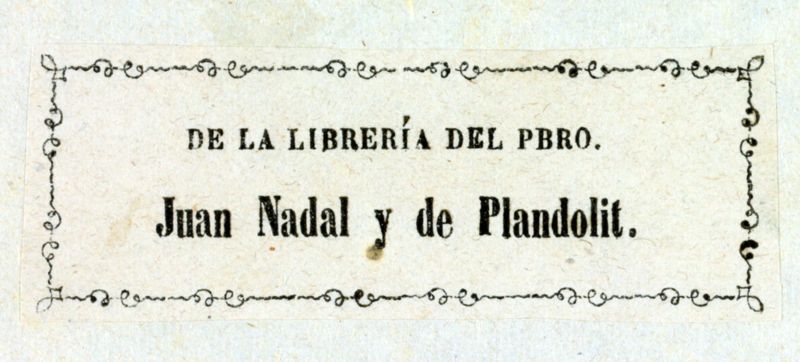 DE LA LIBRERÍA DEL PBRO.
Juan Nadal y de Plandolit.